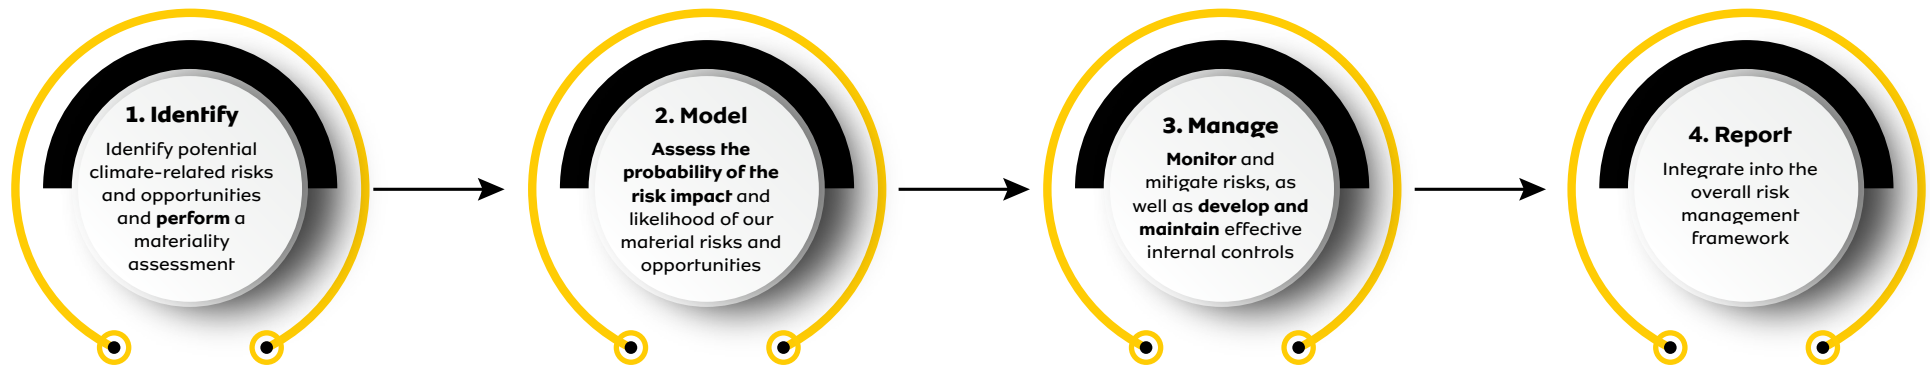 1. Identify
Identify potential
climate-related risks
and opportunities
and perform a
materiality
assessment
2. Model
Assess the
probability of the
risk impact and
likelihood of our
material risks and
opportunities
3. Manage
Monitor and
mitigate risks, as
well as develop and
maintain effective
internal controls
4. Report
Integrate into the
overall risk
management
framework